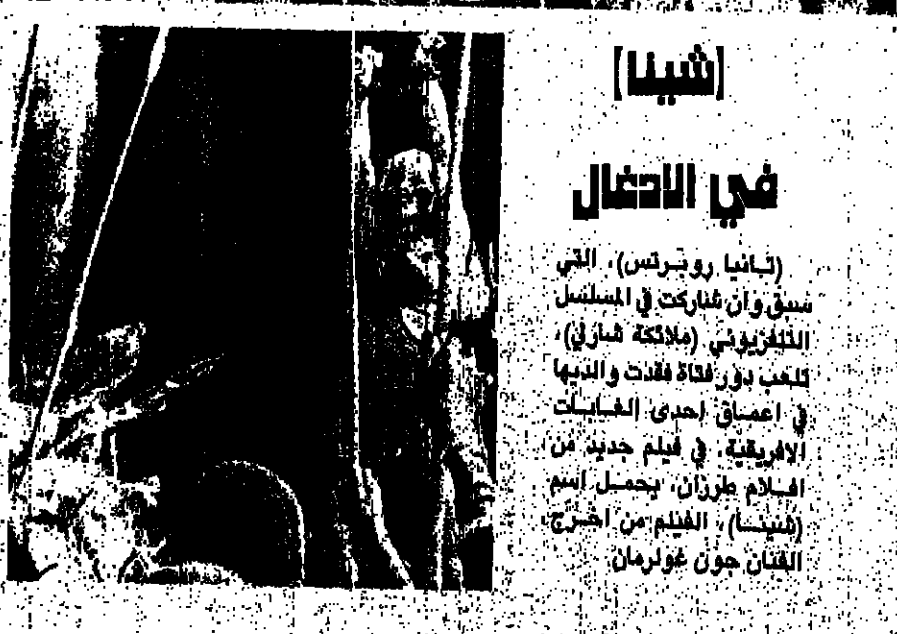 (شينا)
في الادغال
(تانيا روبرتس)، التي
سبق وان شاركت في المسلسل
التلفزيوني (ملائكة شارلي)،
تلعب دور فتاة فقدت والديها
في اعماق احدى الغابات
الافريقية، في فيلم جديد من
افلام طرزان، يحمل اسم
(شينا)، الفيلم من اخرج
الفنان جون غولرمان